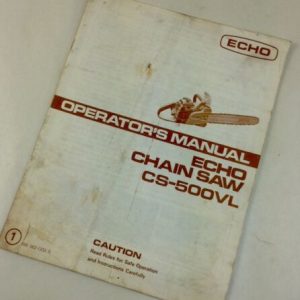 ECHO
OPERATOR'S MANUAL
ECHO
CHAIN SAW
CS-500VL
CAUTION
Read Rules for Safe Operation
and Instructions Carefully
1